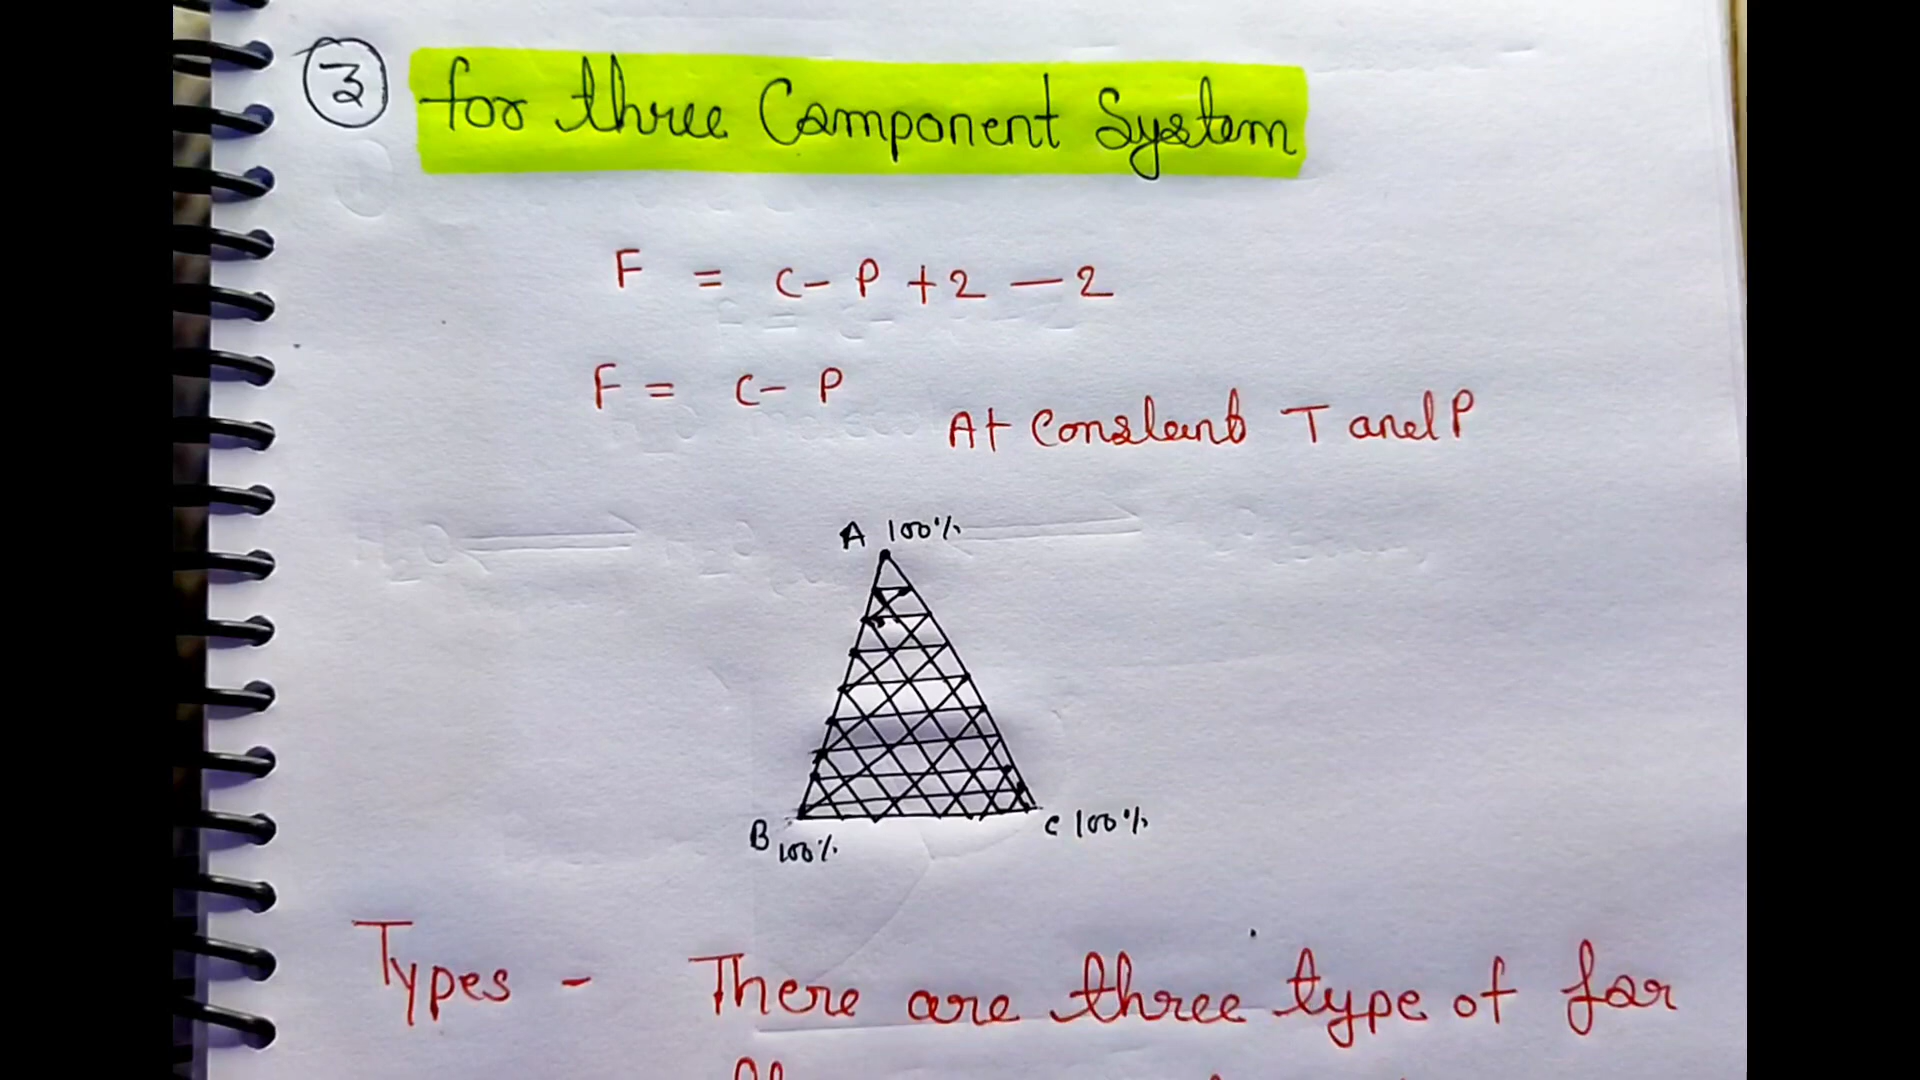 3 for three Component System
F = C - P + 2 - 2
F = C - P
At Constant T and P
A 100%
B 100%
C 100%
Types - There are three type of for